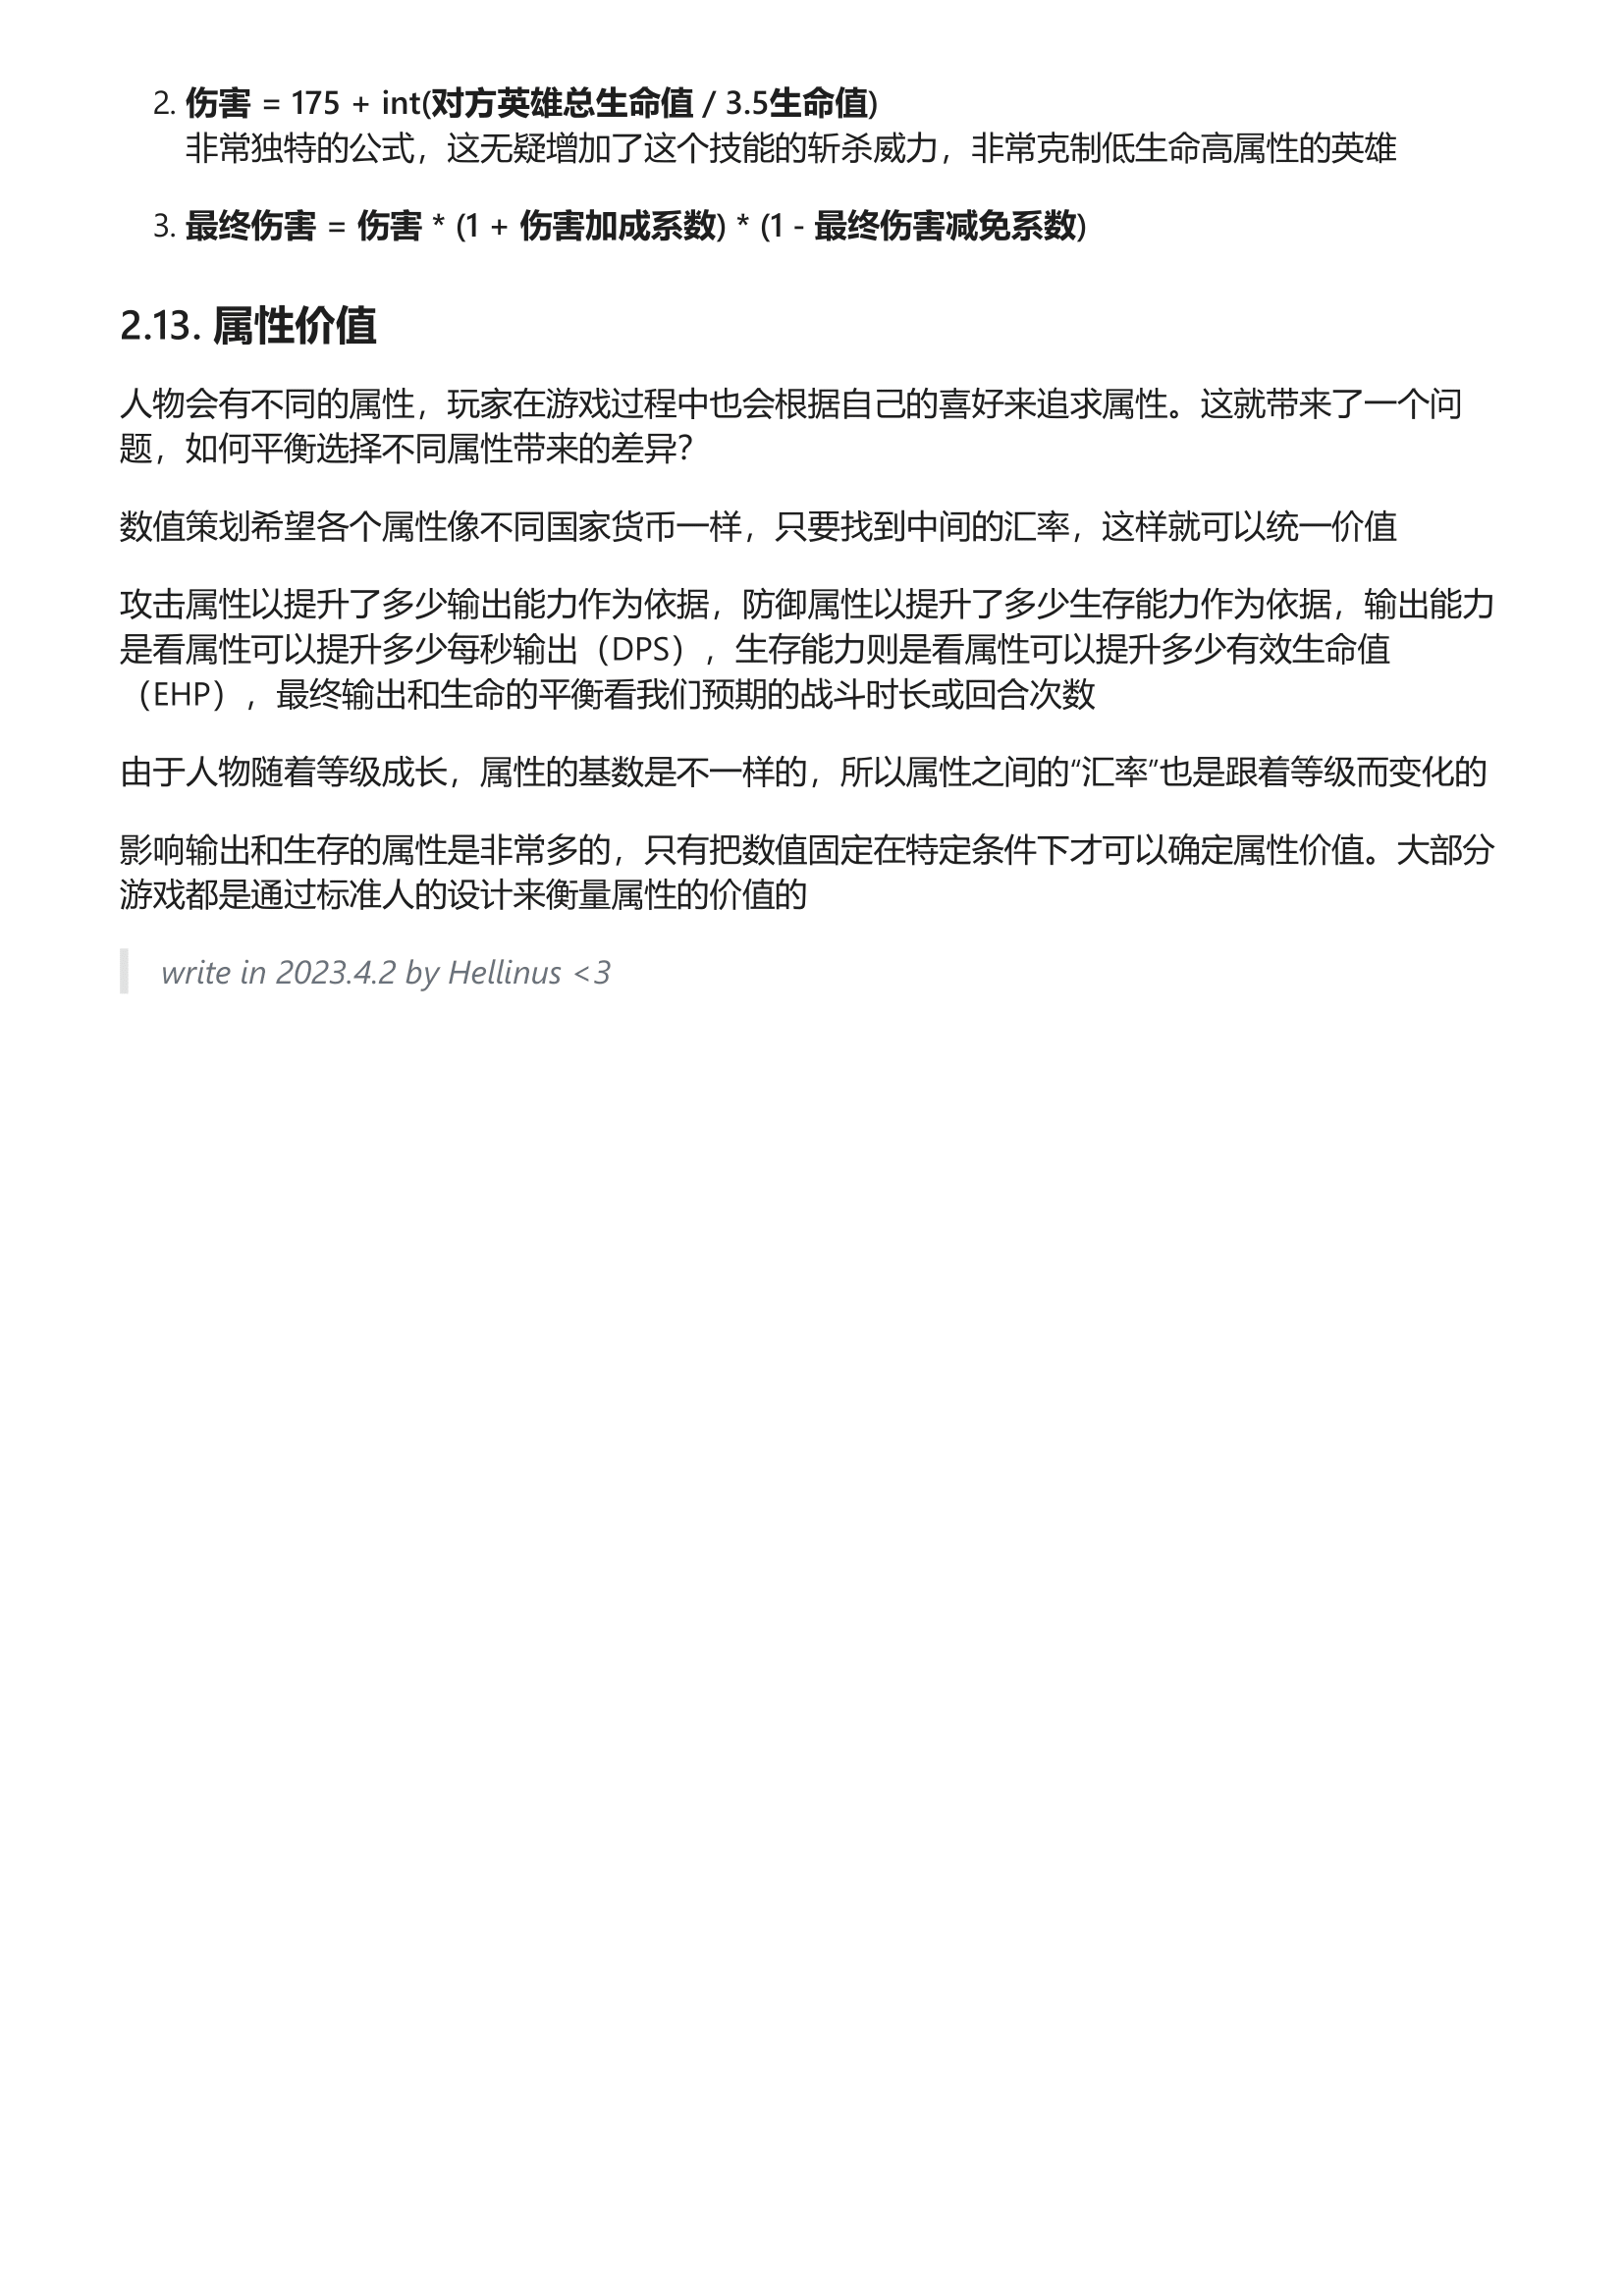 2. 伤害 = 175 + int(对方英雄总生命值 / 3.5生命值)
非常独特的公式，这无疑增加了这个技能的斩杀威力，非常克制低生命高属性的英雄
3. 最终伤害 = 伤害 * (1 + 伤害加成系数) * (1 - 最终伤害减免系数)
2.13. 属性价值
人物会有不同的属性，玩家在游戏过程中也会根据自己的喜好来追求属性。这就带来了一个问
题，如何平衡选择不同属性带来的差异？
数值策划希望各个属性像不同国家货币一样，只要找到中间的汇率，这样就可以统一价值
攻击属性以提升了多少输出能力作为依据，防御属性以提升了多少生存能力作为依据，输出能力
是看属性可以提升多少每秒输出（DPS），生存能力则是看属性可以提升多少有效生命值
（EHP），最终输出和生命的平衡看我们预期的战斗时长或回合次数
由于人物随着等级成长，属性的基数是不一样的，所以属性之间的“汇率”也是跟着等级而变化的
影响输出和生存的属性是非常多的，只有把数值固定在特定条件下才可以确定属性价值。大部分
游戏都是通过标准人的设计来衡量属性的价值的
write in 2023.4.2 by Hellinus <3